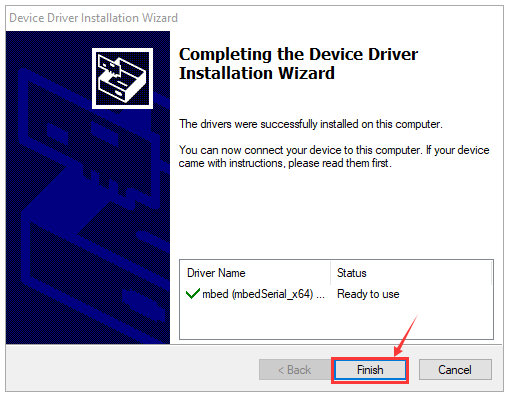 Device Driver Installation Wizard
Completing the Device Driver
Installation Wizard
The drivers were successfully installed on this computer.
You can now connect your device to this computer. If your device
came with instructions, please read them first.
Driver Name Status
mbed (mbedSerial_x64) ... Ready to use
< Back Finish Cancel